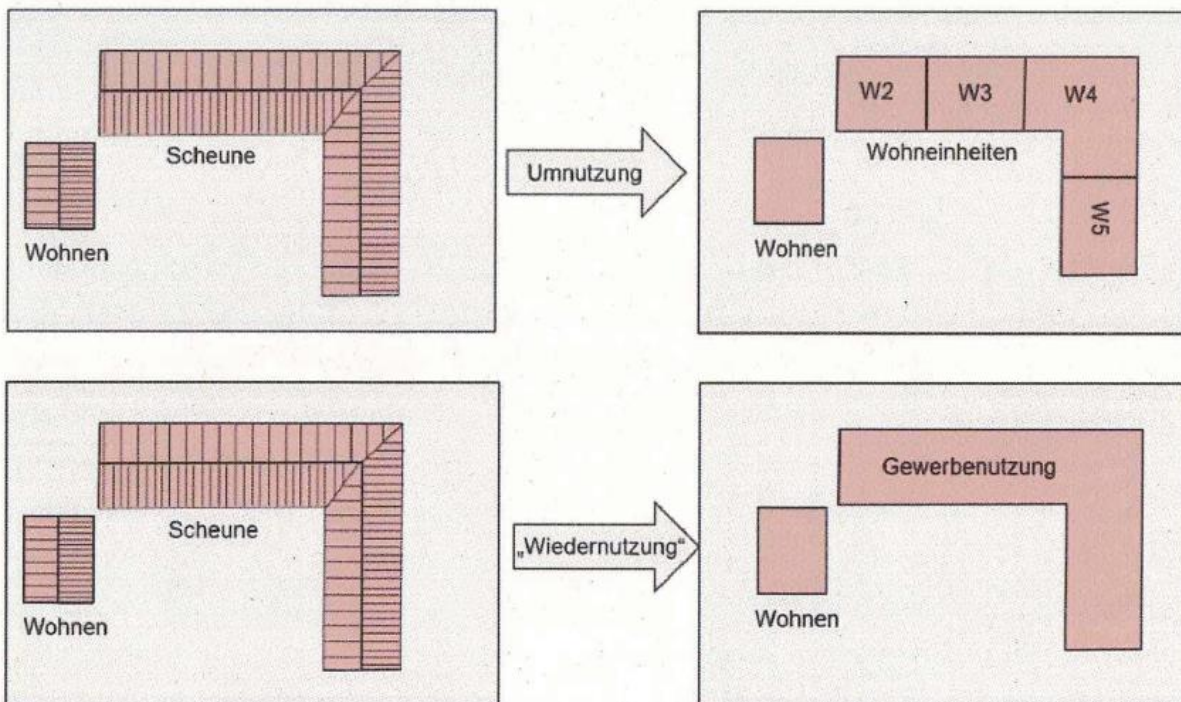 Scheune
Wohnen
Umnutzung
W2
W3
W4
Wohneinheiten
W5
Wohnen
Scheune
Wohnen
„Wiedernutzung“
Gewerbenutzung
Wohnen